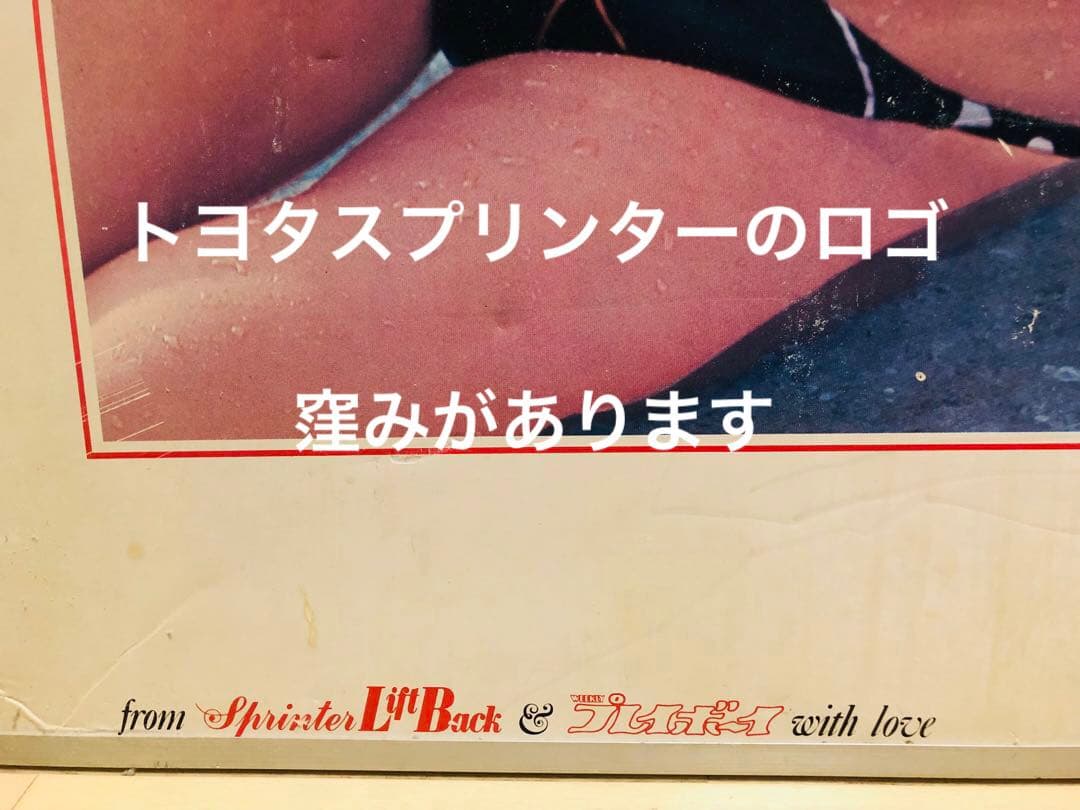 トヨタスプリンターのロゴ
窪みがあります
from Sprinter LiftBack & WEEKLY プレイボーイ with love